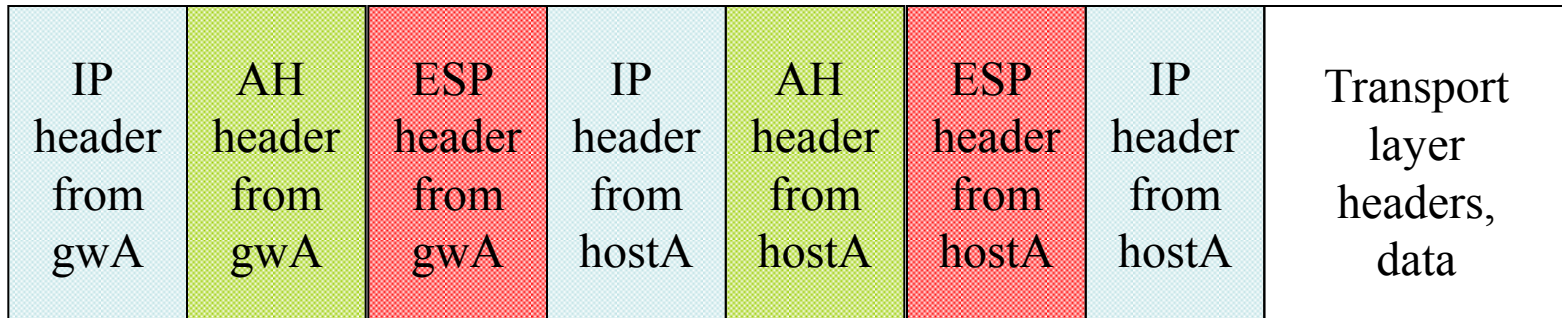 IP
header
from
gwA
AH
header
from
gwA
ESP
header
from
gwA
IP
header
from
hostA
AH
header
from
hostA
ESP
header
from
hostA
IP
header
from
hostA
Transport
layer
headers,
data